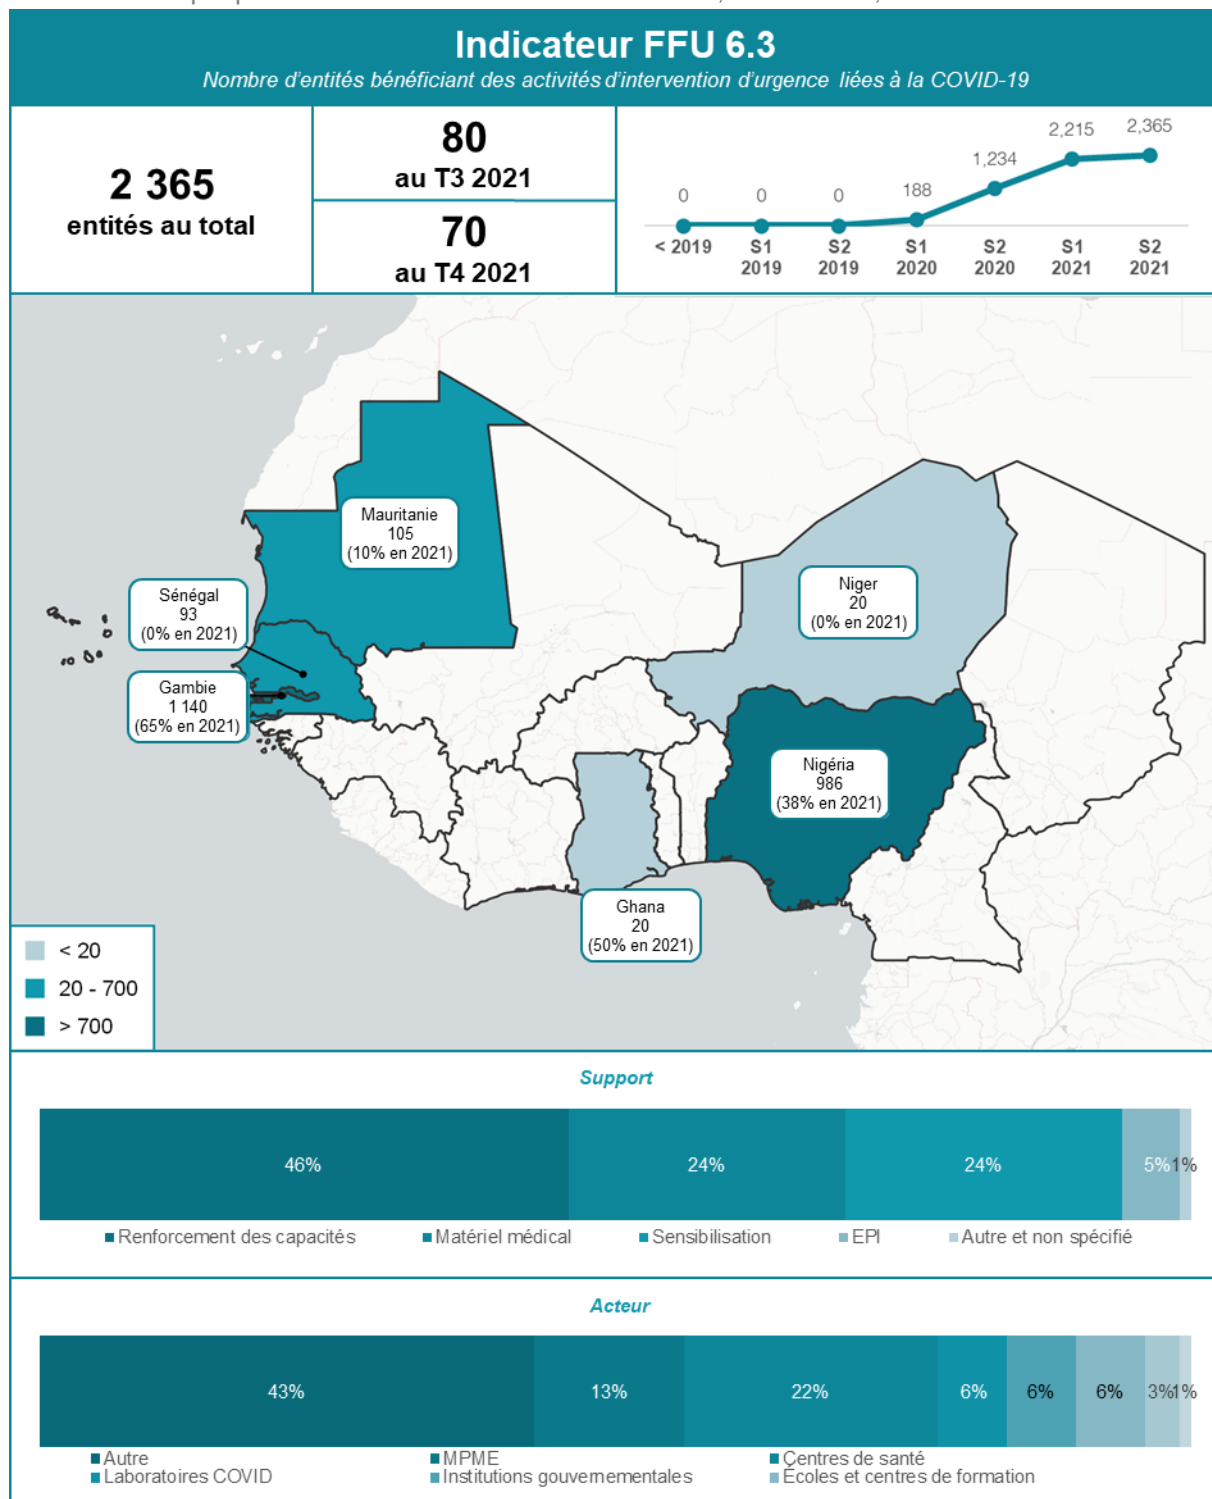 Indicateur FFU 6.3
Nombre d'entités bénéficiant des activités d'intervention d'urgence liées à la COVID-19
2 365
entités au total
80
au T3 2021
70
au T4 2021
0
0
0
188
1,234
2,215
2,365
< 2019
S1 2019
S2 2019
S1 2020
S2 2020
S1 2021
S2 2021
Mauritanie
105
(10% en 2021)
Sénégal
93
(0% en 2021)
Gambie
1 140
(65% en 2021)
Niger
20
(0% en 2021)
Nigéria
986
(38% en 2021)
Ghana
20
(50% en 2021)
< 20
20 - 700
> 700
Support
46% 24% 24% 5% 1%
Renforcement des capacités Matériel médical Sensibilisation EPI Autre et non spécifié
Acteur
43% 13% 22% 6% 6% 6% 3% 1%
Autre MPME Centres de santé
Laboratoires COVID Institutions gouvernementales Écoles et centres de formation